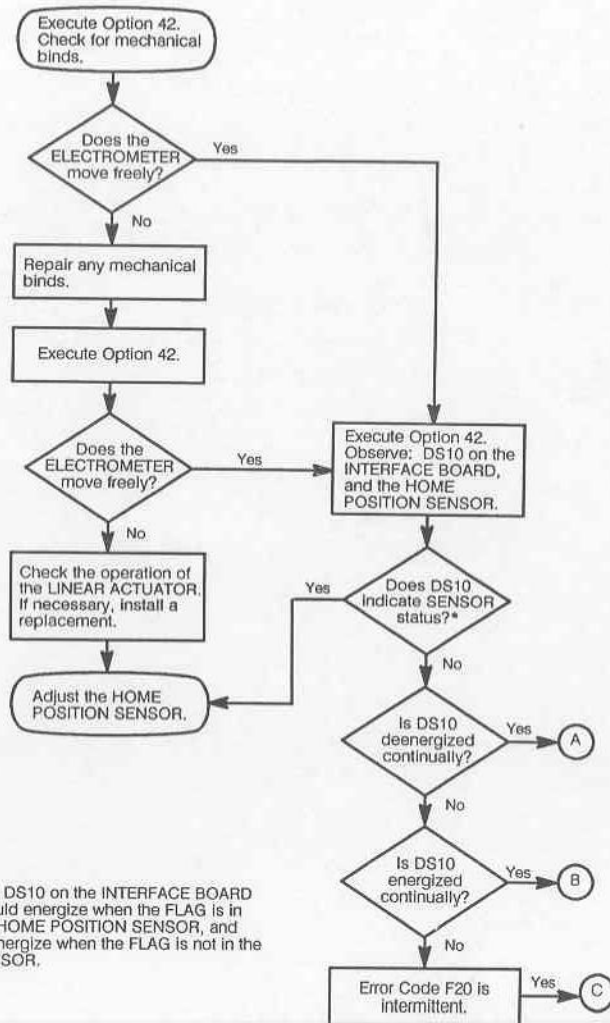 Execute Option 42.
Check for mechanical
binds.
Does the
ELECTROMETER
move freely?
Yes
No
Repair any mechanical
binds.
Execute Option 42.
Does the
ELECTROMETER
move freely?
Yes
No
Execute Option 42.
Observe: DS10 on the
INTERFACE BOARD,
and the HOME
POSITION SENSOR.
Check the operation of
the LINEAR ACTUATOR.
If necessary, install a
replacement.
Adjust the HOME
POSITION SENSOR.
Does DS10
indicate SENSOR
status?*
Yes
No
Is DS10
deenergized
continually?
Yes
A
No
Is DS10
energized
continually?
Yes
B
No
Error Code F20 is
intermittent.
Yes
C
DS10 on the INTERFACE BOARD
uld energize when the FLAG is in
HOME POSITION SENSOR, and
nergize when the FLAG is not in the
SOR.